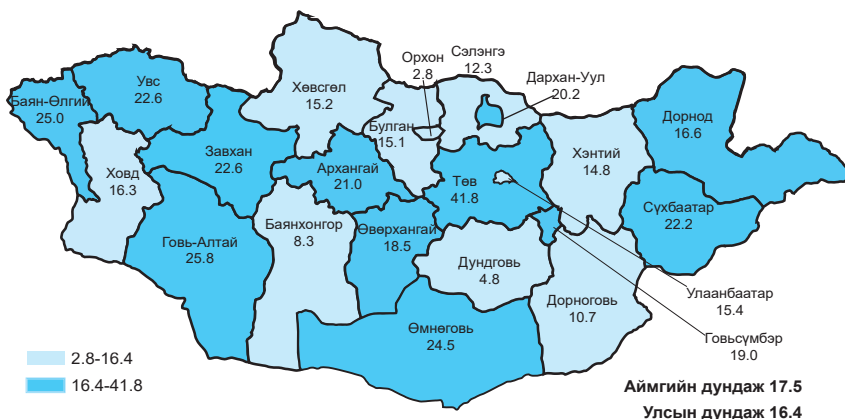 Орхон
2.8
Сэлэнгэ
12.3
Дархан-Уул
20.2
Увс
22.6
Хөвсгөл
15.2
Баян-Өлгий
25.0
Дорнод
16.6
Булган
15.1
Завхан
22.6
Архангай
21.0
Хэнтий
14.8
Ховд
16.3
Төв
41.8
Сүхбаатар
22.2
Баянхонгор
8.3
Өвөрхангай
18.5
Говь-Алтай
25.8
Дундговь
4.8
Улаанбаатар
15.4
Дорноговь
10.7
Өмнөговь
24.5
Говьсүмбэр
19.0
2.8-16.4
16.4-41.8
Аймгийн дундаж 17.5
Улсын дундаж 16.4